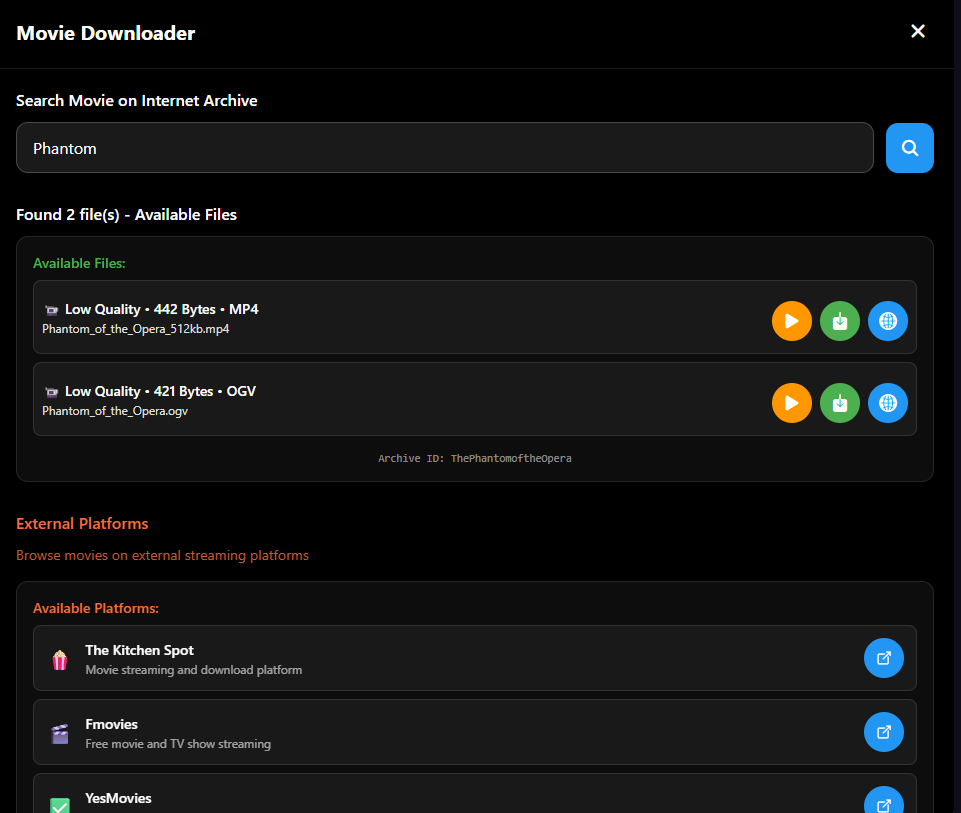 Movie Downloader
Search Movie on Internet Archive
Phantom
Found 2 file(s) - Available Files
Available Files:
Low Quality • 442 Bytes • MP4
Phantom_of_the_Opera_512kb.mp4
Low Quality • 421 Bytes • OGV
Phantom_of_the_Opera.ogv
Archive ID: ThePhantomoftheOpera
External Platforms
Browse movies on external streaming platforms
Available Platforms:
The Kitchen Spot
Movie streaming and download platform
Fmovies
Free movie and TV show streaming
YesMovies